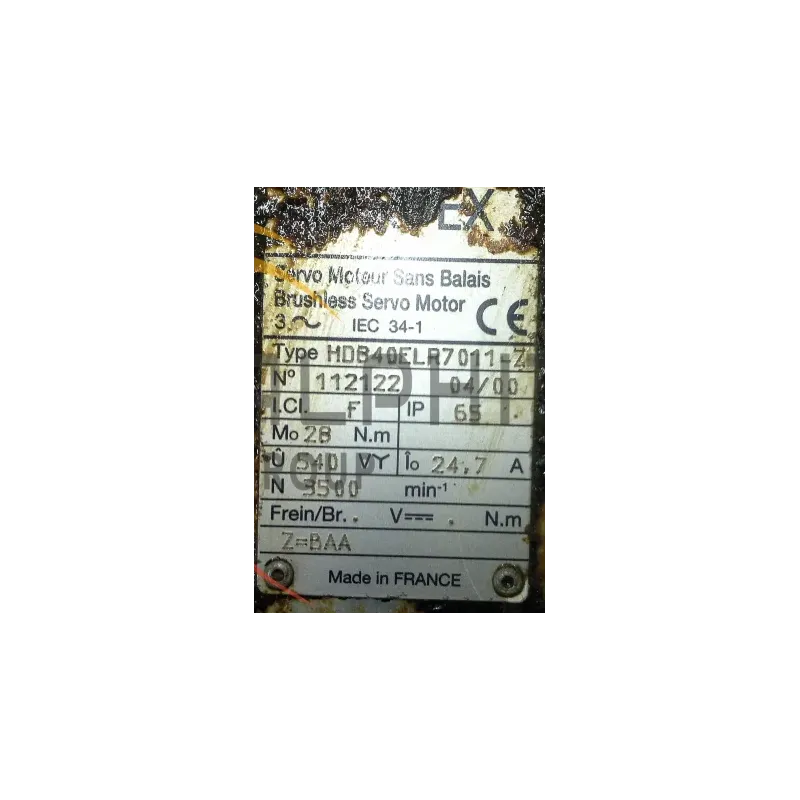 EX
Servo Moteur Sans Balais
Brushless Servo Motor
3 ~ IEC 34-1 CE
Type HDB40ELR7011-Z
N° 112122 04/00
I.Cl. F IP 65
Mo 28 N.m
Û 540 VY Îo 24,7 A
N 3500 min-1
Frein/Br. . V . N.m
Z=BAA
Made in FRANCE